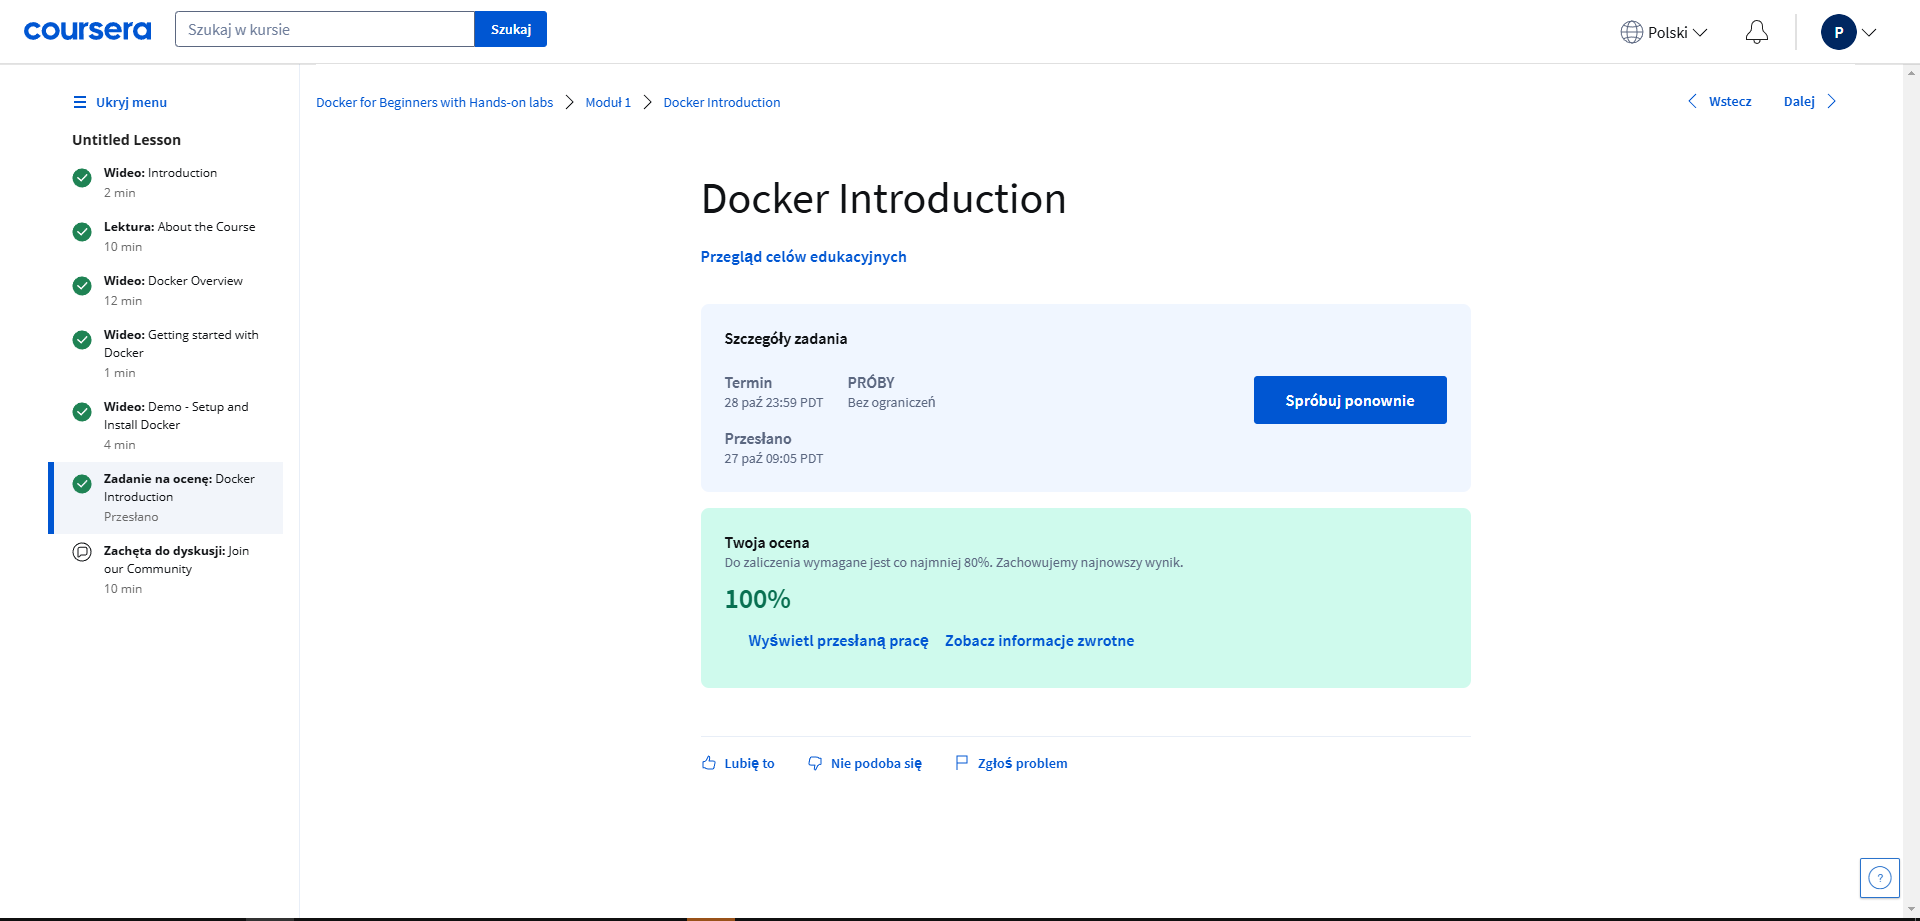 coursera
Szukaj w kursie
Szukaj
Polski
P
Ukryj menu
Untitled Lesson
Wideo: Introduction
2 min
Lektura: About the Course
10 min
Wideo: Docker Overview
12 min
Wideo: Getting started with
Docker
1 min
Wideo: Demo - Setup and
Install Docker
4 min
Zadanie na ocenę: Docker
Introduction
Przesłano
Zachęta do dyskusji: Join
our Community
10 min
Docker for Beginners with Hands-on labs
Moduł 1
Docker Introduction
Wstecz
Dalej
Docker Introduction
Przegląd celów edukacyjnych
Szczegóły zadania
Termin
28 paź 23:59 PDT
PRÓBY
Bez ograniczeń
Przesłano
27 paź 09:05 PDT
Spróbuj ponownie
Twoja ocena
Do zaliczenia wymagane jest co najmniej 80%. Zachowujemy najnowszy wynik.
100%
Wyświetl przesłaną pracę
Zobacz informacje zwrotne
Lubię to
Nie podoba się
Zgłoś problem
?